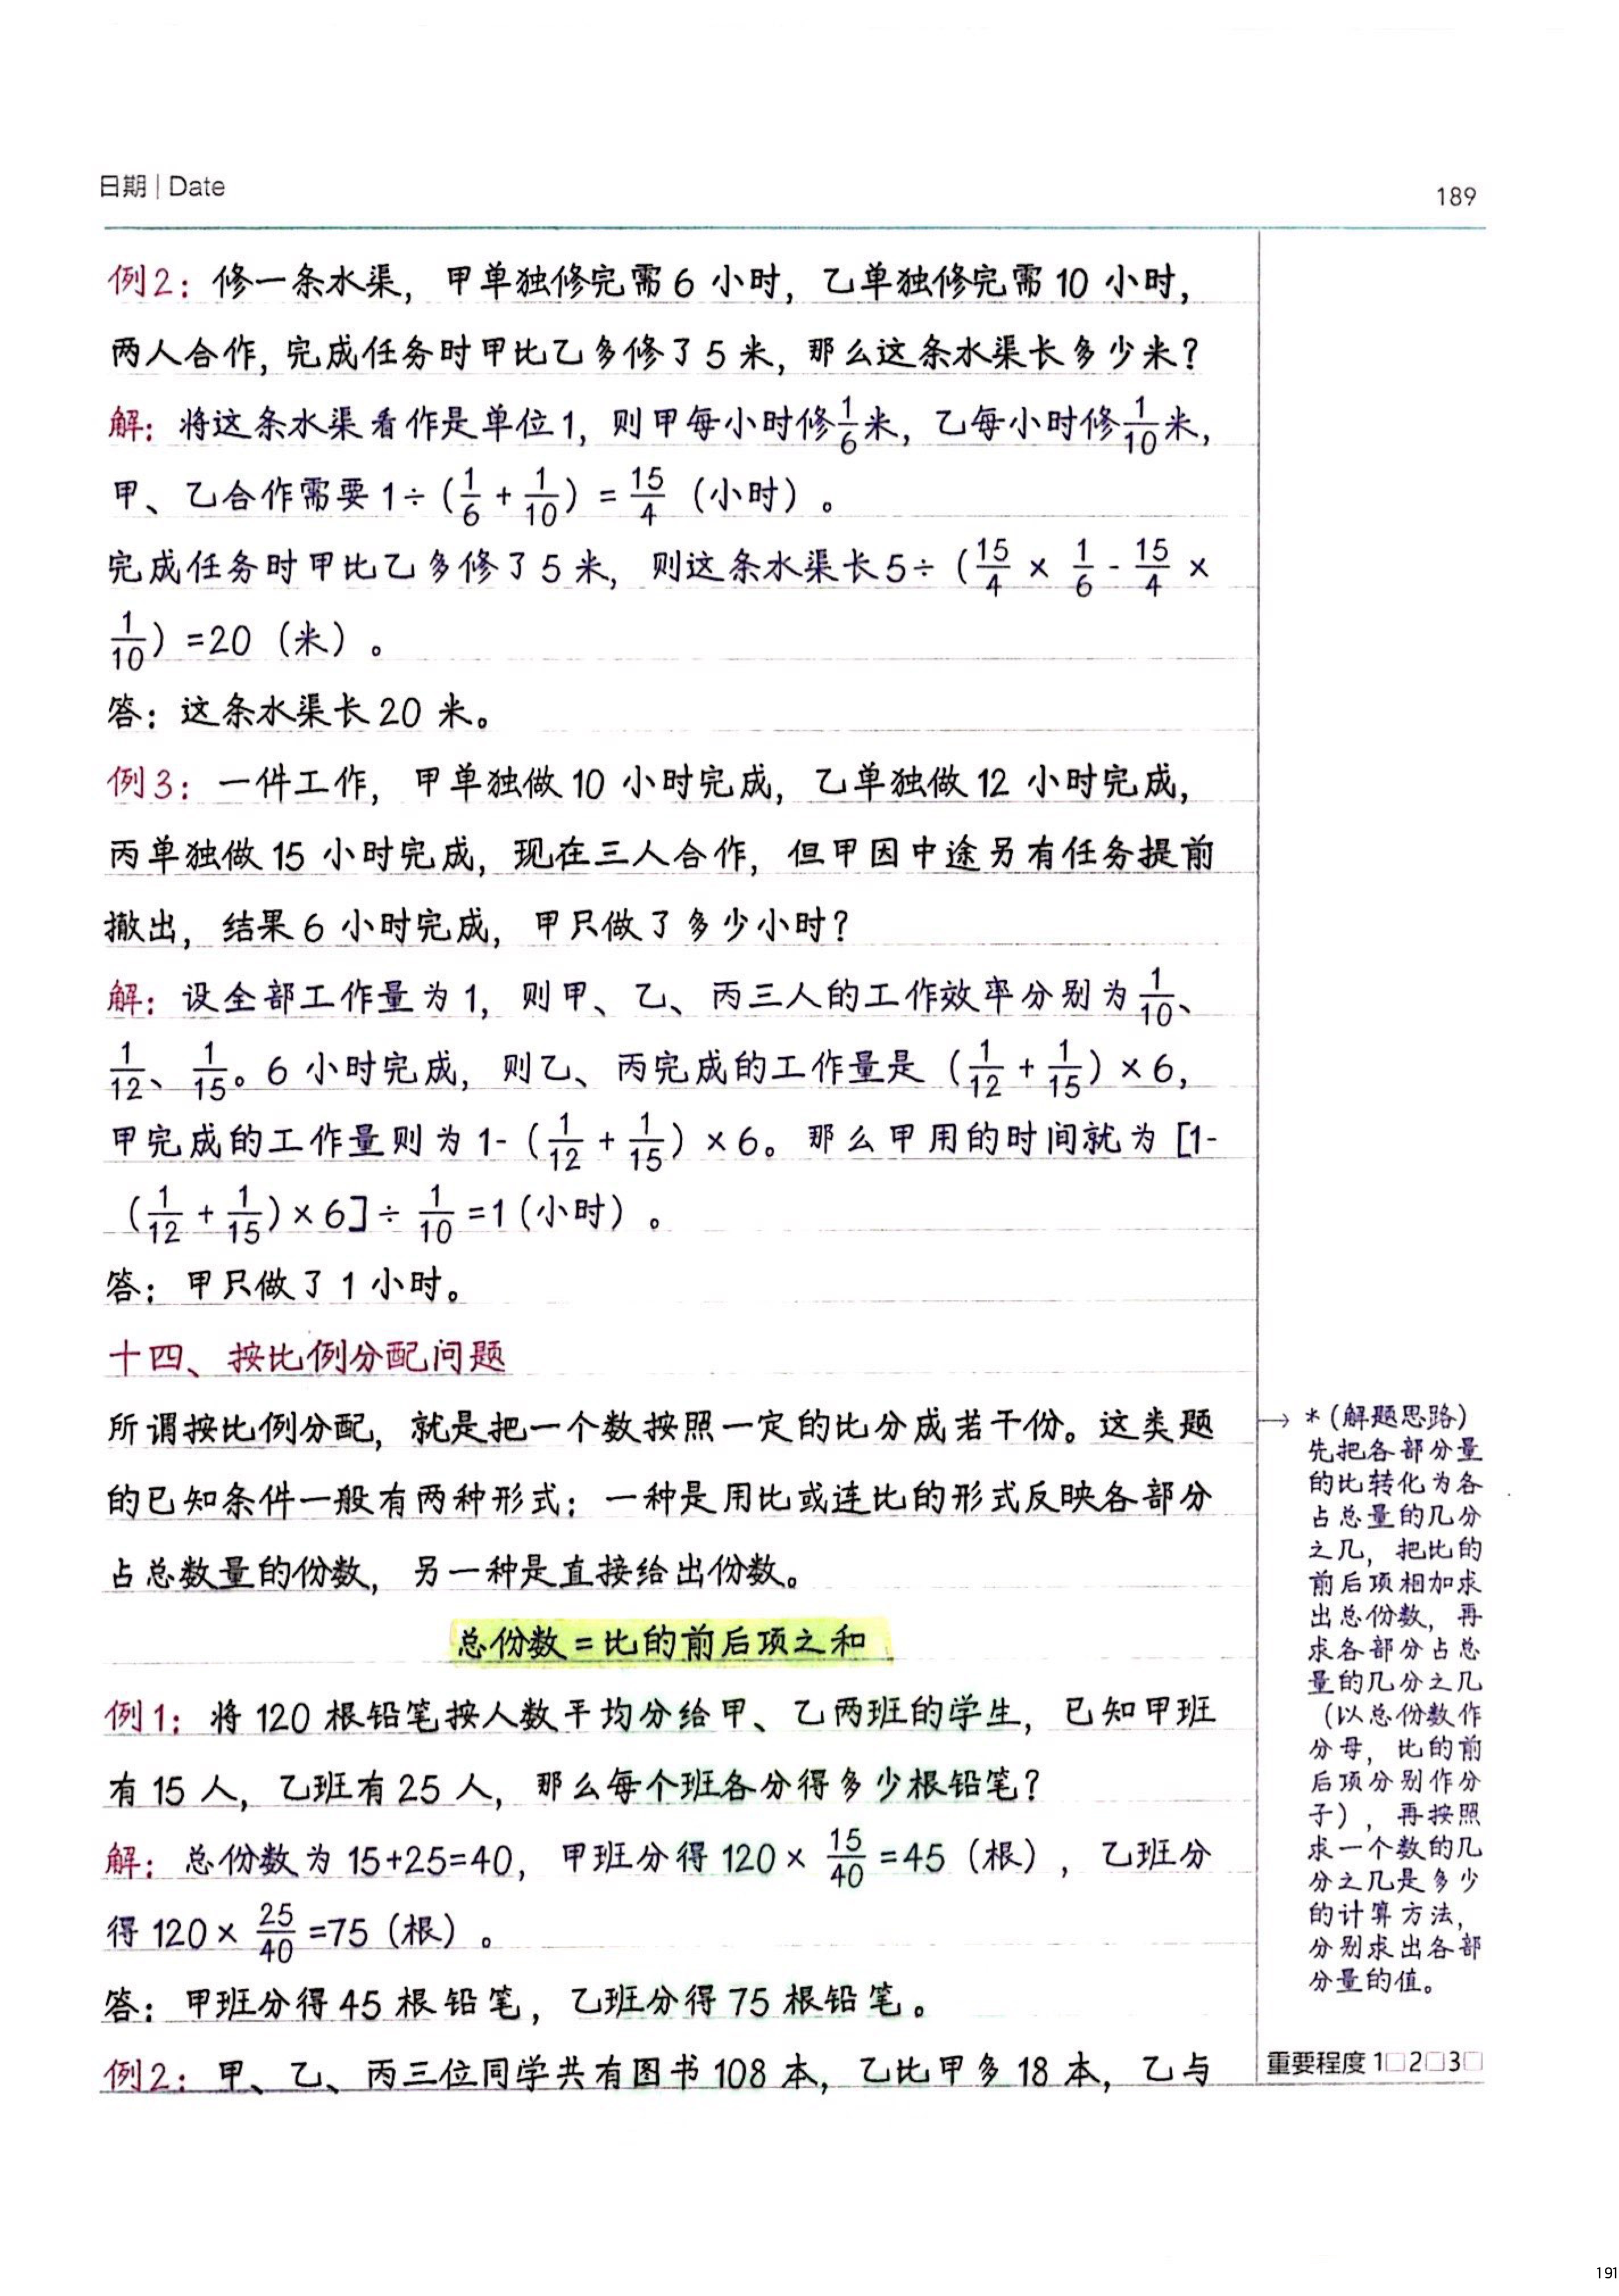 日期 | Date
189
例2：修一条水渠，甲单独修完需6小时，乙单独修完需10小时，
两人合作，完成任务时甲比乙多修了5米，那么这条水渠长多少米？
解：将这条水渠看作是单位1，则甲每小时修1/6米，乙每小时修1/10米，
甲、乙合作需要1÷（1/6+1/10）=15/4（小时）。
完成任务时甲比乙多修了5米，则这条水渠长5÷（15/4×1/6-15/4×
1/10）=20（米）。
答：这条水渠长20米。
例3：一件工作，甲单独做10小时完成，乙单独做12小时完成，
丙单独做15小时完成，现在三人合作，但甲因中途另有任务提前
撤出，结果6小时完成，甲只做了多少小时？
解：设全部工作量为1，则甲、乙、丙三人的工作效率分别为1/10、
1/12、1/15。6小时完成，则乙、丙完成的工作量是（1/12+1/15）×6，
甲完成的工作量则为1-（1/12+1/15）×6。那么甲用的时间就为[1-
（1/12+1/15）×6]÷1/10=1（小时）。
答：甲只做了1小时。
十四、按比例分配问题
所谓按比例分配，就是把一个数按照一定的比分成若干份。这类题
的已知条件一般有两种形式：一种是用比或连比的形式反映各部分
占总数量的份数，另一种是直接给出份数。
总份数=比的前后项之和
例1：将120根铅笔按人数平均分给甲、乙两班的学生，已知甲班
有15人，乙班有25人，那么每个班各分得多少根铅笔？
解：总份数为15+25=40，甲班分得120×15/40=45（根），乙班分
得120×25/40=75（根）。
答：甲班分得45根铅笔，乙班分得75根铅笔。
例2：甲、乙、丙三位同学共有图书108本，乙比甲多18本，乙与
→ *（解题思路）
先把各部分量
的比转化为各
占总量的几分
之几，把比的
前后项相加求
出总份数，再
求各部分占总
量的几分之几
（以总份数作
分母，比的前
后项分别作分
子），再按照
求一个数的几
分之几是多少
的计算方法，
分别求出各部
分量的值。
重要程度 1□2□3□
191